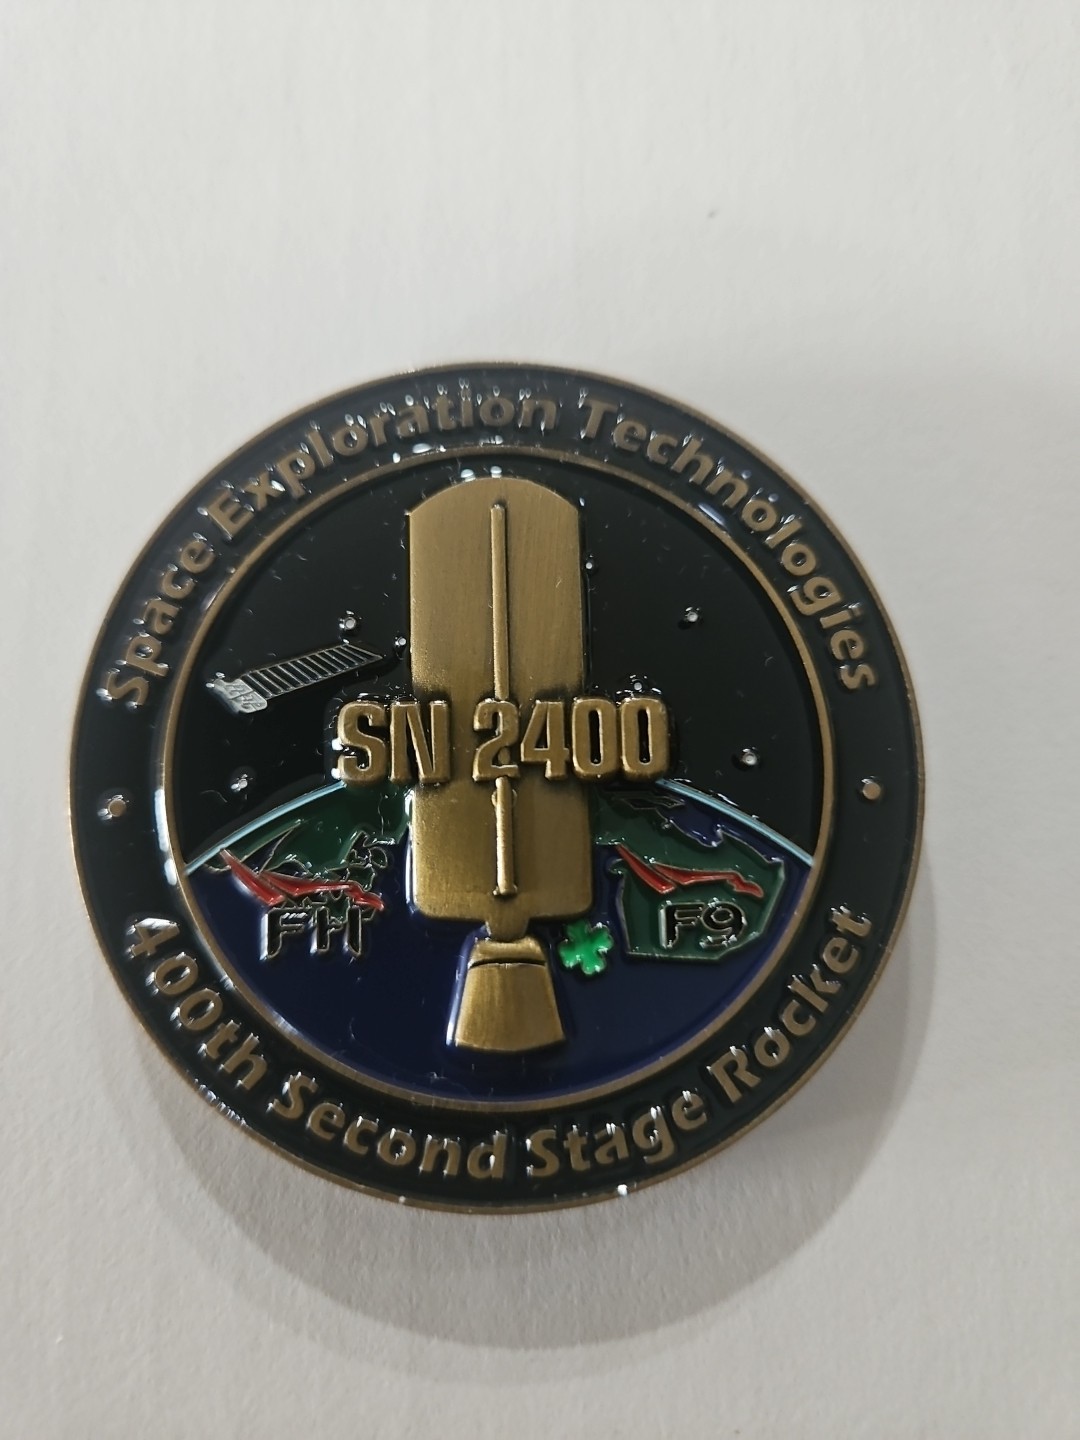 Space Exploration Technologies
SN 2400
FH
F9
400th Second Stage Rocket